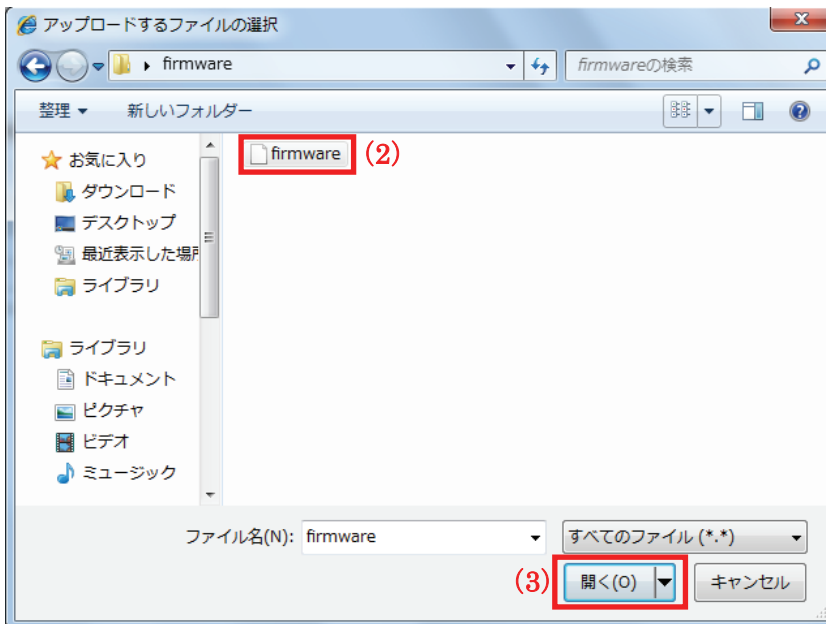 アップロードするファイルの選択
firmware
firmwareの検索
整理
新しいフォルダー
お気に入り
ダウンロード
デスクトップ
最近表示した場所
ライブラリ
ライブラリ
ドキュメント
ピクチャ
ビデオ
ミュージック
firmware (2)
ファイル名(N): firmware
すべてのファイル (*.*)
(3) 開く(O) キャンセル